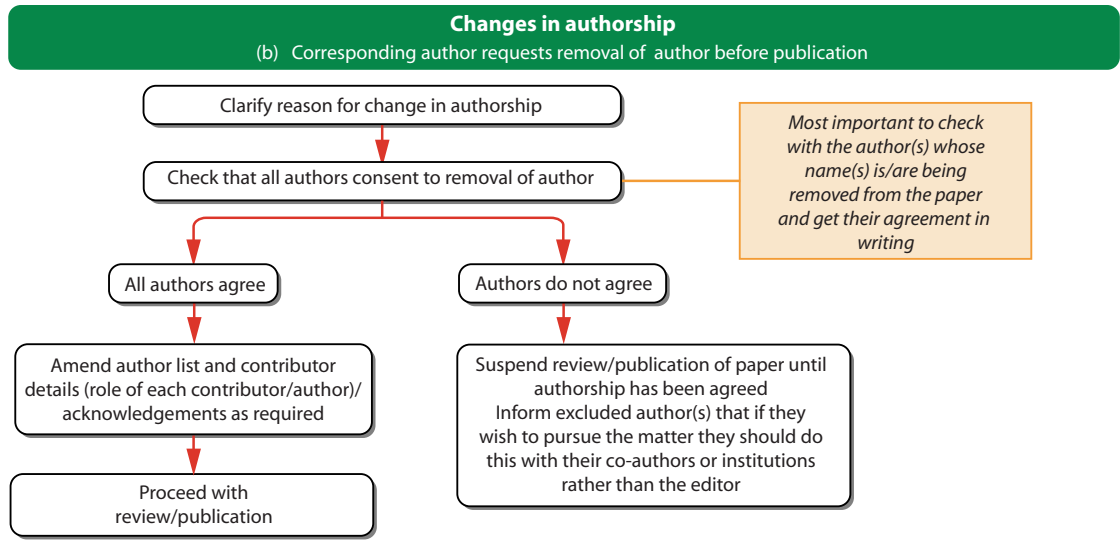 Changes in authorship
(b) Corresponding author requests removal of author before publication
Clarify reason for change in authorship
Most important to check
with the author(s) whose
name(s) is/are being
removed from the paper
and get their agreement in
writing
Check that all authors consent to removal of author
All authors agree
Authors do not agree
Amend author list and contributor
details (role of each contributor/author)/
acknowledgements as required
Suspend review/publication of paper until
authorship has been agreed
Inform excluded author(s) that if they
wish to pursue the matter they should do
this with their co-authors or institutions
rather than the editor
Proceed with
review/publication